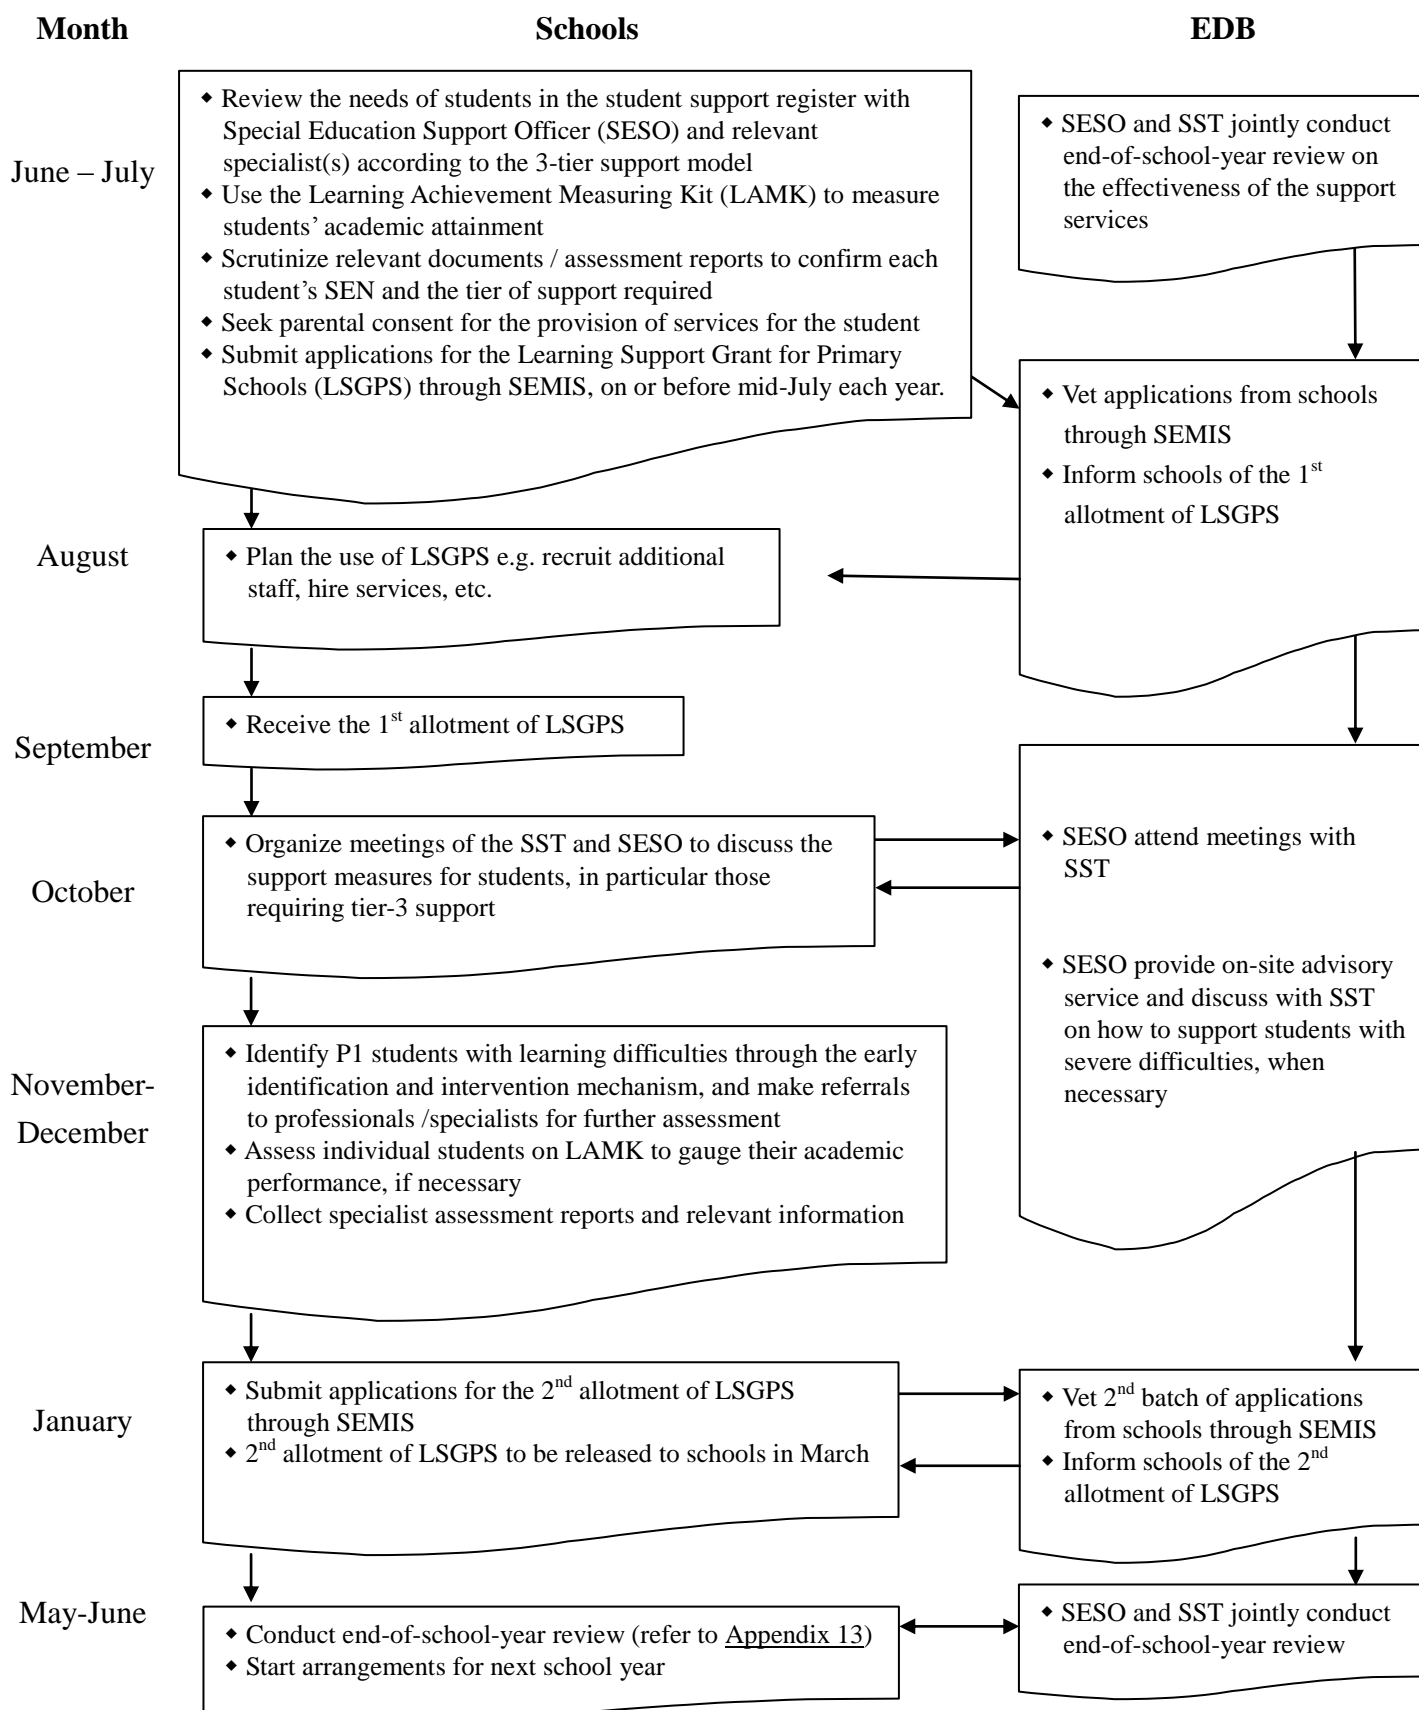 Month Schools EDB
◆ Review the needs of students in the student support register with
Special Education Support Officer (SESO) and relevant
specialist(s) according to the 3-tier support model
◆ Use the Learning Achievement Measuring Kit (LAMK) to measure
students' academic attainment
◆ Scrutinize relevant documents / assessment reports to confirm each
student's SEN and the tier of support required
◆ Seek parental consent for the provision of services for the student
◆ Submit applications for the Learning Support Grant for Primary
Schools (LSGPS) through SEMIS, on or before mid-July each year.
June – July
◆ SESO and SST jointly conduct
end-of-school-year review on
the effectiveness of the support
services
◆ Vet applications from schools
through SEMIS
◆ Inform schools of the 1st
allotment of LSGPS
August
◆ Plan the use of LSGPS e.g. recruit additional
staff, hire services, etc.
September
◆ Receive the 1st allotment of LSGPS
October
◆ Organize meetings of the SST and SESO to discuss the
support measures for students, in particular those
requiring tier-3 support
◆ SESO attend meetings with
SST
◆ SESO provide on-site advisory
service and discuss with SST
on how to support students with
severe difficulties, when
necessary
November-
December
◆ Identify P1 students with learning difficulties through the early
identification and intervention mechanism, and make referrals
to professionals /specialists for further assessment
◆ Assess individual students on LAMK to gauge their academic
performance, if necessary
◆ Collect specialist assessment reports and relevant information
January
◆ Submit applications for the 2nd allotment of LSGPS
through SEMIS
◆ 2nd allotment of LSGPS to be released to schools in March
◆ Vet 2nd batch of applications
from schools through SEMIS
◆ Inform schools of the 2nd
allotment of LSGPS
May-June
◆ Conduct end-of-school-year review (refer to Appendix 13)
◆ Start arrangements for next school year
◆ SESO and SST jointly conduct
end-of-school-year review